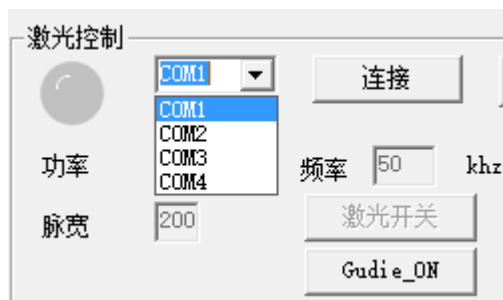 激光控制
COM1 连接
COM1
COM2
COM3
COM4
功率 频率 50 khz
脉宽 200 激光开关
Gudie_ON